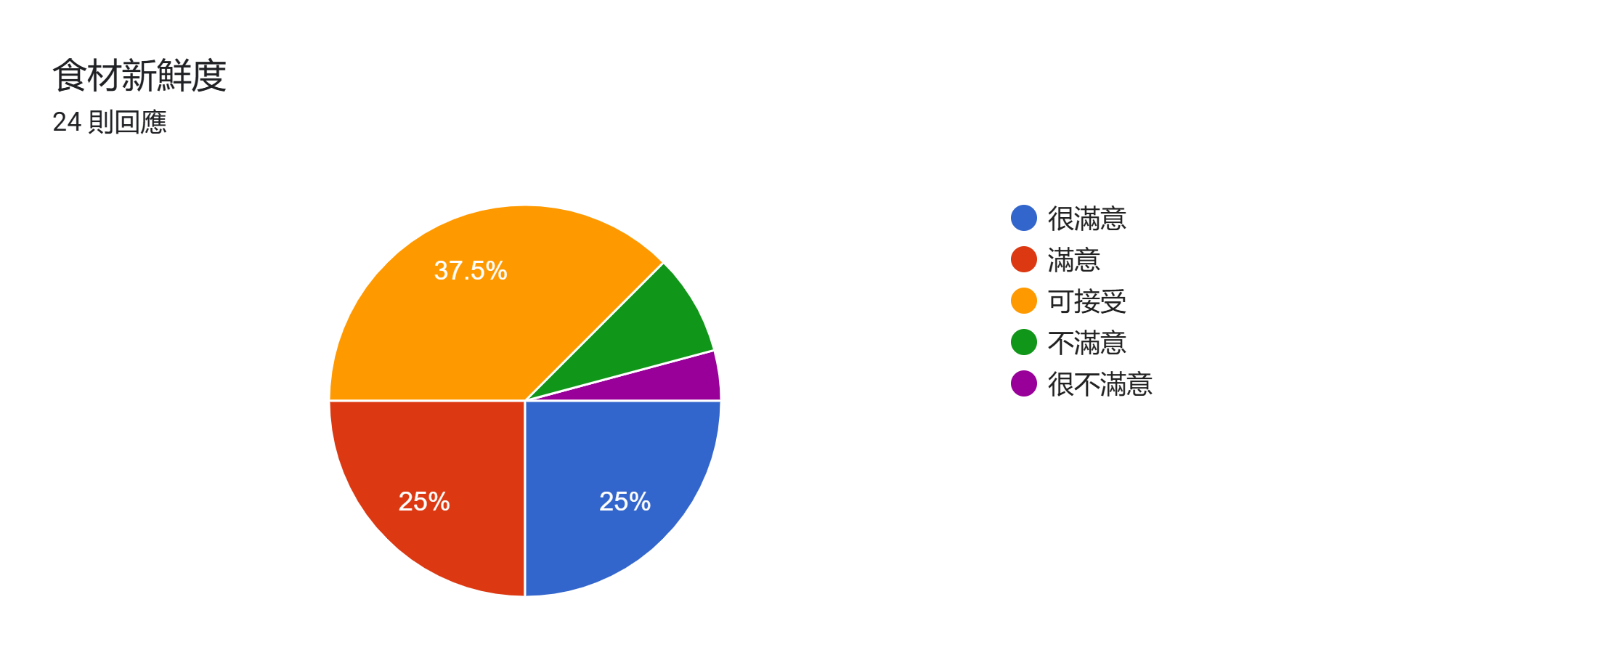 食材新鮮度
24 則回應
37.5%
25%
25%
很滿意
滿意
可接受
不滿意
很不滿意